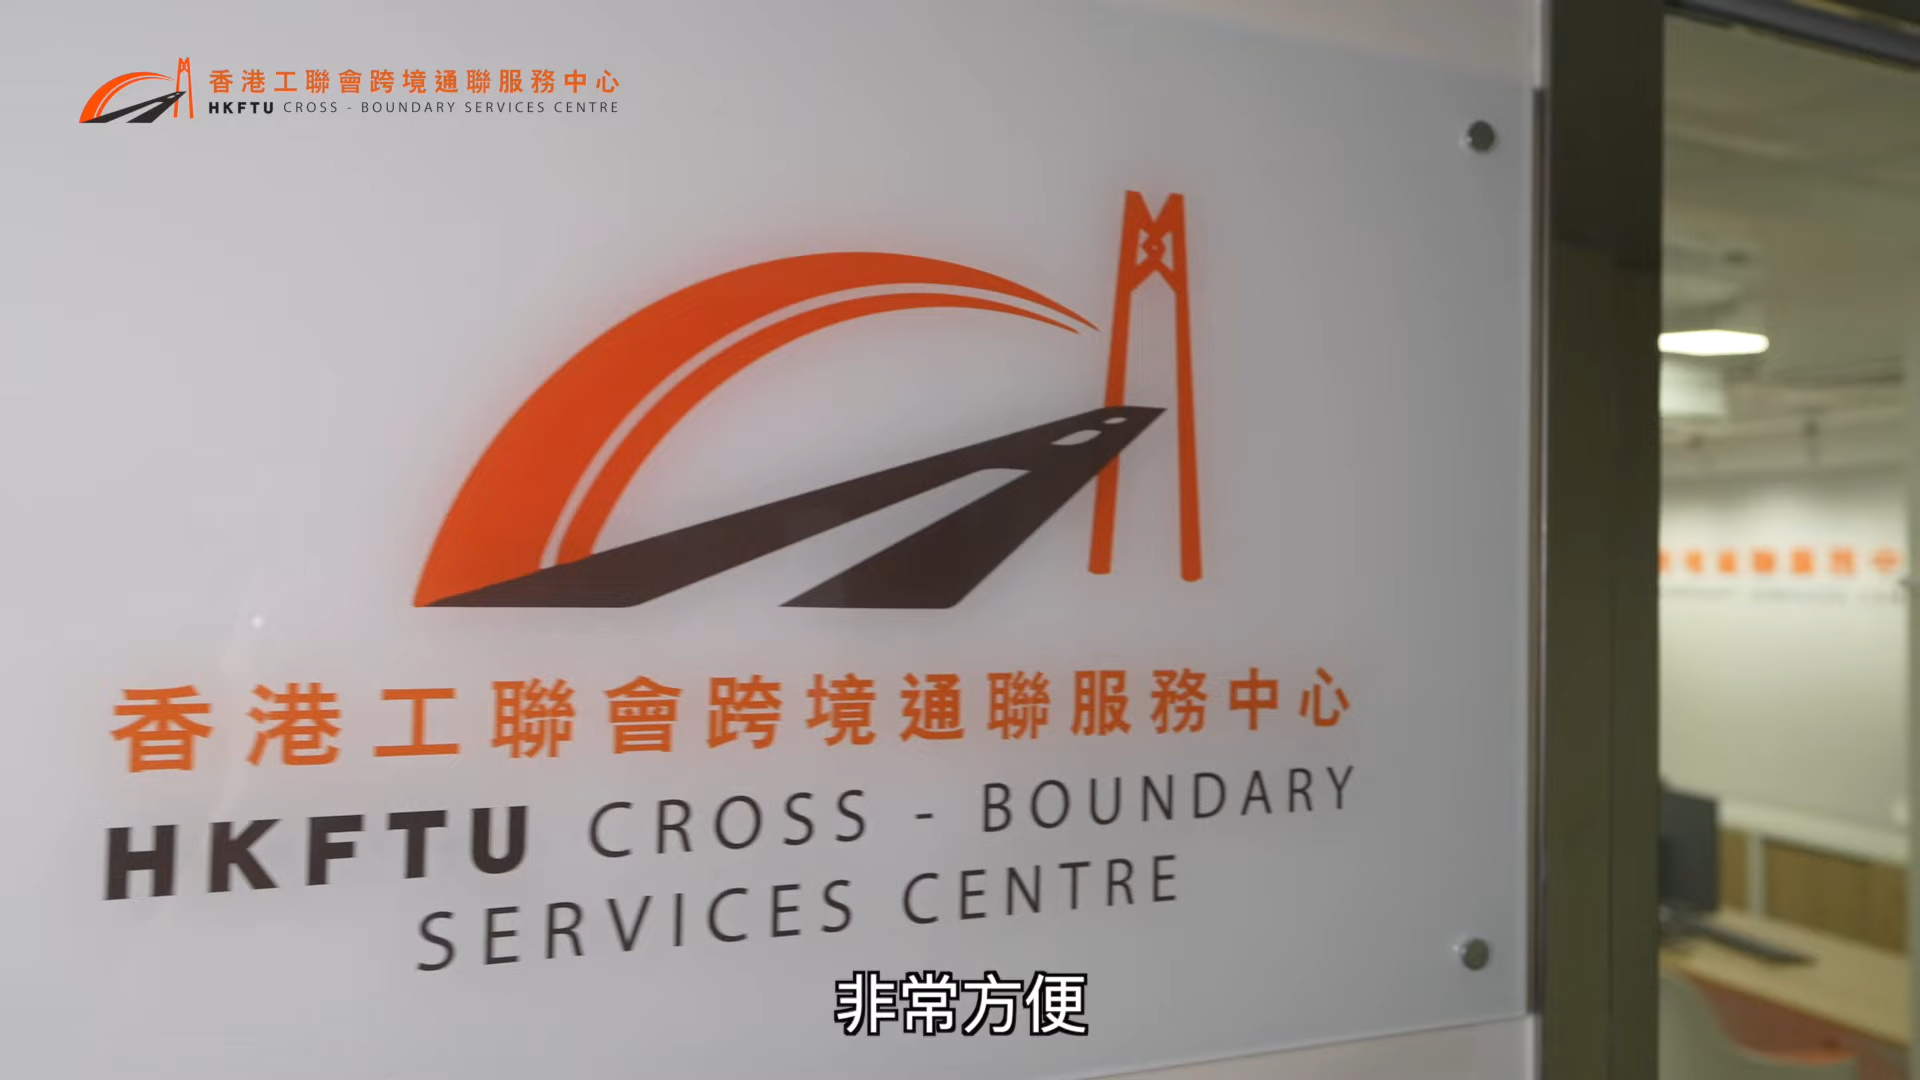 香港工聯會跨境通聯服務中心
HKFTU CROSS - BOUNDARY SERVICES CENTRE
香港工聯會跨境通聯服務中心
HKFTU CROSS - BOUNDARY
SERVICES CENTRE
非常方便